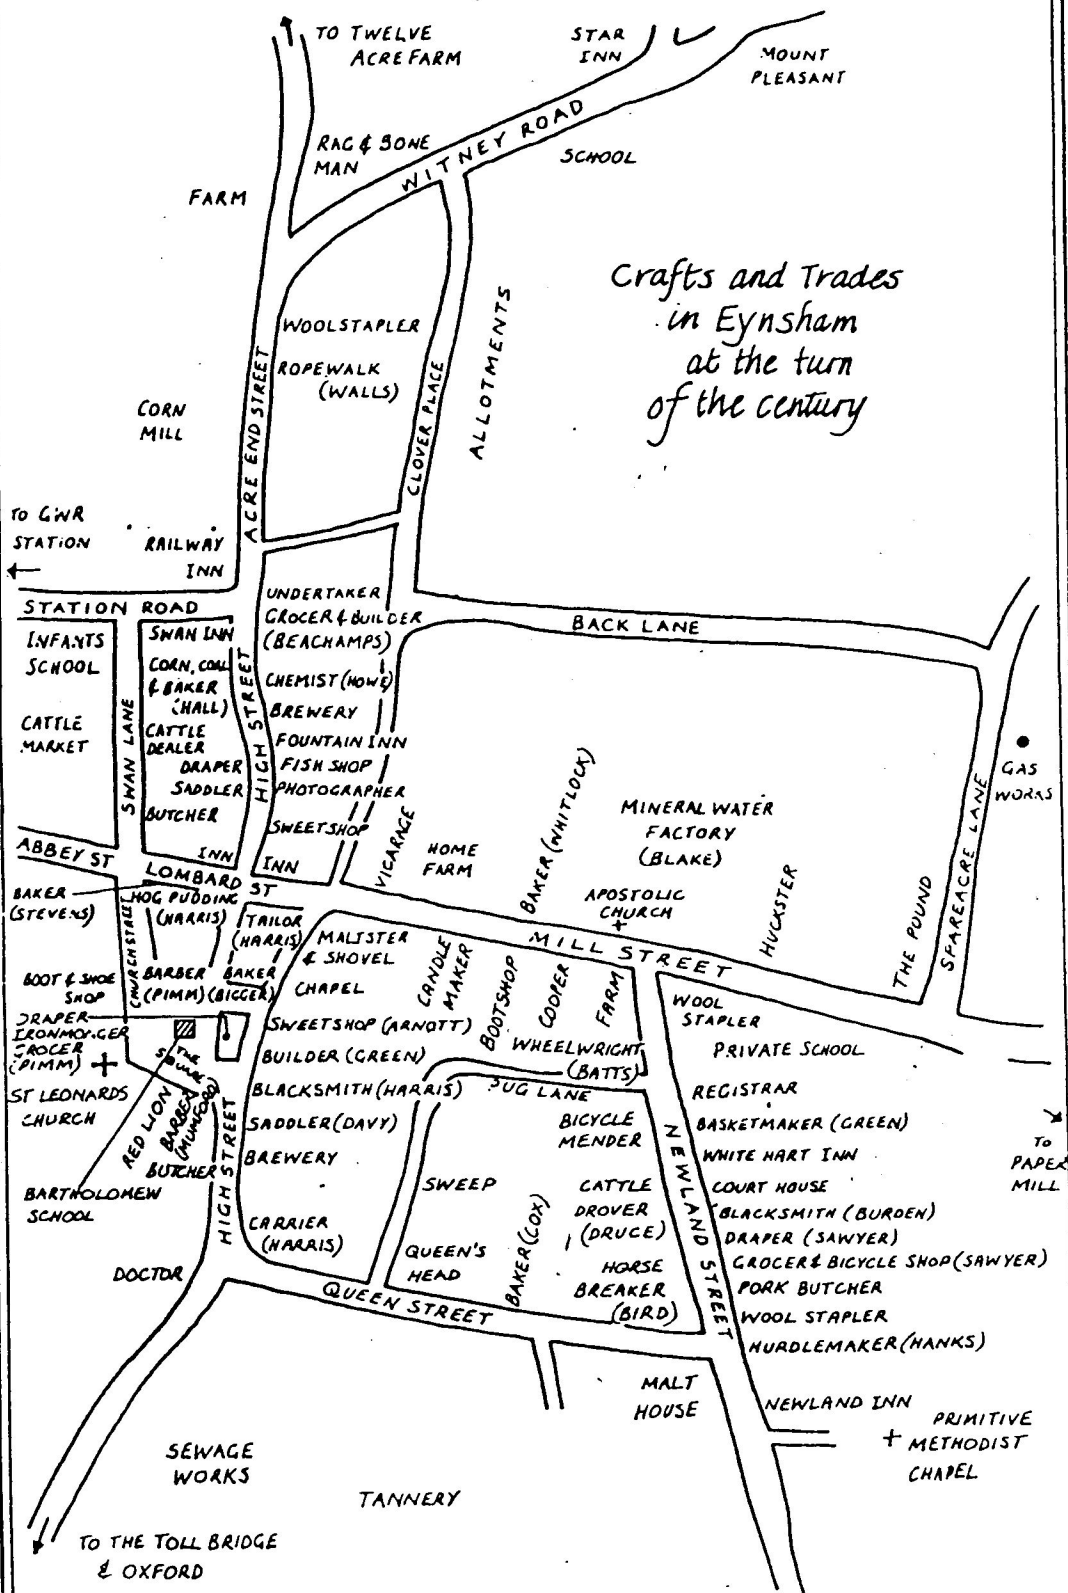 TO TWELVE
ACRE FARM
STAR
INN
MOUNT
PLEASANT
RAG & BONE
MAN
WITNEY ROAD
SCHOOL
FARM
Crafts and Trades
in Eynsham
at the turn
of the century
WOOLSTAPLER
ROPEWALK
(WALLS)
ACRE END STREET
CLOVER PLACE
ALLOTMENTS
CORN
MILL
TO GWR
STATION
RAILWAY
INN
STATION ROAD
UNDERTAKER
GROCER & BUILDER
(BEACHAMPS)
BACK LANE
INFANTS
SCHOOL
SWAN INN
CORN, COAL
& BAKER
(HALL)
CHEMIST (HOWE)
BREWERY
CATTLE
MARKET
SWAN LANE
CATTLE
DEALER
HIGH STREET
FOUNTAIN INN
DRAPER
FISH SHOP
SADDLER
PHOTOGRAPHER
BUTCHER
SWEETSHOP
GAS
WORKS
ABBEY ST
INN
INN
LOMBARD ST
VICARAGE
HOME
FARM
BAKER (WHITLOCK)
MINERAL WATER
FACTORY
(BLAKE)
APOSTOLIC
CHURCH
HUCKSTER
THE POUND
SPAREACRE LANE
BAKER
(STEVENS)
HOG PUDDING
(HARRIS)
TAILOR
(HARRIS)
MALTSTER
& SHOVEL
MILL STREET
CHURCH STREET
BOOT & SHOE
SHOP
BARBER
(PIMM)
BAKER
(BIGGER)
CHAPEL
CANDLE
MAKER
BOOTSHOP
COOPER
FARM
WOOL
STAPLER
DRAPER
IRONMONGER
GROCER
(PIMM)
THE
SQUARE
SWEETSHOP (ARNOTT)
BUILDER (GREEN)
WHEELWRIGHT
(BATTS)
PRIVATE SCHOOL
ST LEONARDS
CHURCH
RED LION
BARBER
(MUMFORD)
BLACKSMITH (HARRIS)
PUG LANE
REGISTRAR
SADDLER (DAVY)
BICYCLE
MENDER
BASKETMAKER (GREEN)
TO
PAPER
MILL
BUTCHER
BREWERY
WHITE HART INN
BARTHOLOMEW
SCHOOL
HIGH STREET
SWEEP
CATTLE
DROVER
(DRUCE)
NEWLAND STREET
COURT HOUSE
BLACKSMITH (BURDEN)
CARRIER
(HARRIS)
BAKER (COX)
DRAPER (SAWYER)
QUEEN'S
HEAD
HORSE
BREAKER
(BIRD)
GROCER & BICYCLE SHOP (SAWYER)
DOCTOR
PORK BUTCHER
QUEEN STREET
WOOL STAPLER
HURDLEMAKER (HANKS)
MALT
HOUSE
NEWLAND INN
PRIMITIVE
METHODIST
CHAPEL
SEWAGE
WORKS
TANNERY
TO THE TOLL BRIDGE
& OXFORD